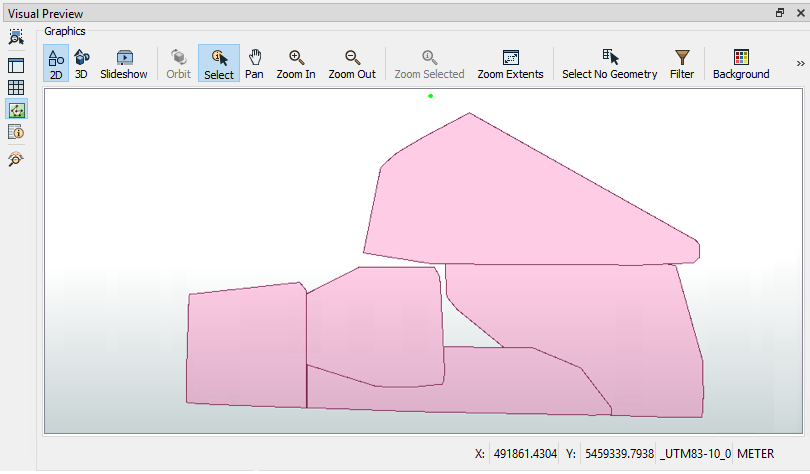 Visual Preview
Graphics
2D 3D Slideshow Orbit Select Pan Zoom In Zoom Out Zoom Selected Zoom Extents Select No Geometry Filter Background »
X: 491861.4304 Y: 5459339.7938 _UTM83-10_0 METER